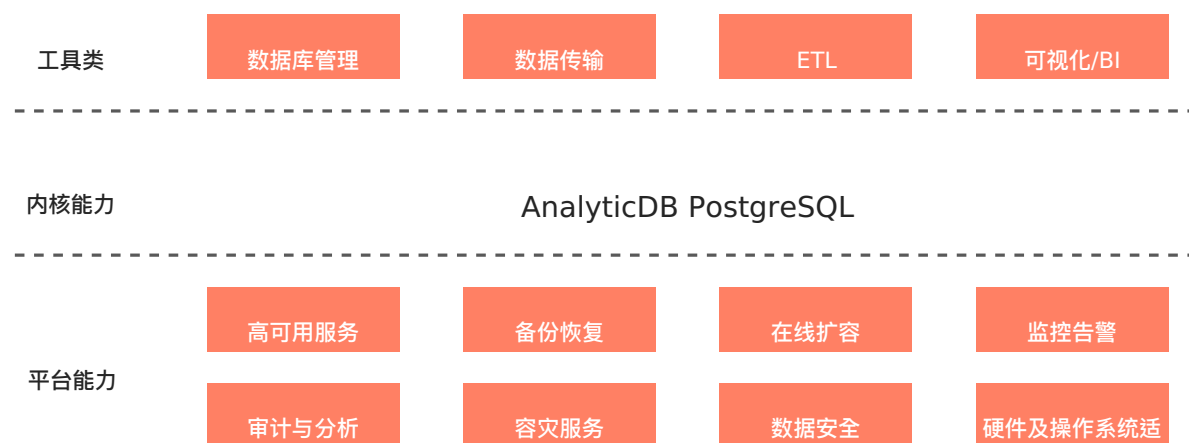 工具类
数据库管理
数据传输
ETL
可视化/BI
内核能力
AnalyticDB PostgreSQL
平台能力
高可用服务
备份恢复
在线扩容
监控告警
审计与分析
容灾服务
数据安全
硬件及操作系统适